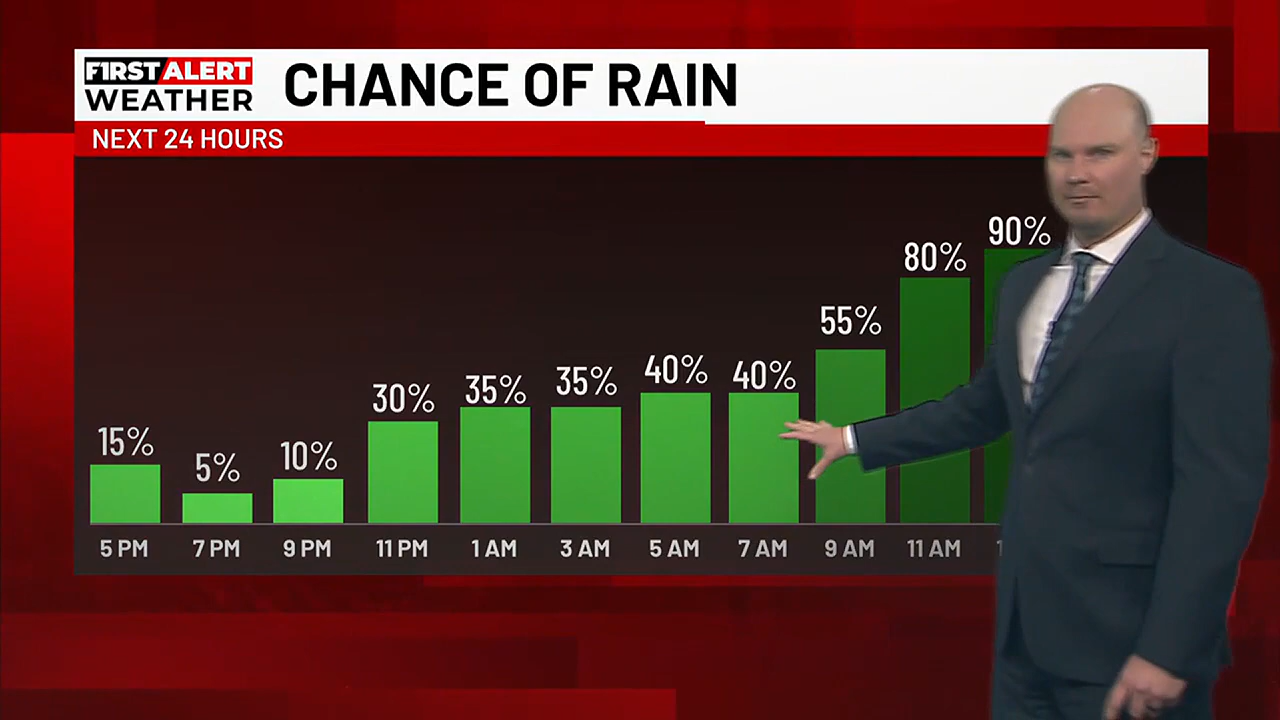 FIRST ALERT
WEATHER
CHANCE OF RAIN
NEXT 24 HOURS
15% 5% 10% 30% 35% 35% 40% 40% 55% 80% 90%
5 PM 7 PM 9 PM 11 PM 1 AM 3 AM 5 AM 7 AM 9 AM 11 AM